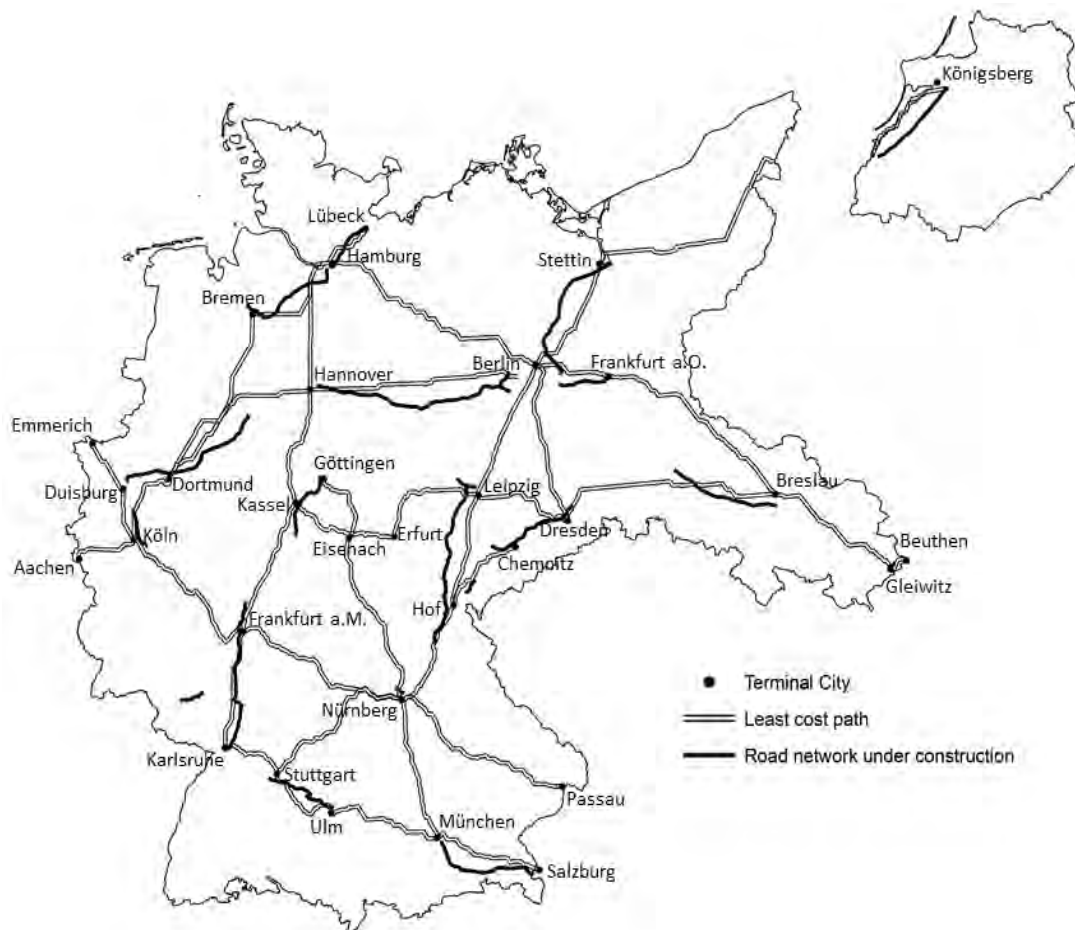 Königsberg
Lübeck
Hamburg
Stettin
Bremen
Berlin
Frankfurt a.O.
Hannover
Emmerich
Göttingen
Duisburg
Dortmund
Leipzig
Breslau
Kassel
Köln
Erfurt
Dresden
Eisenach
Beuthen
Aachen
Chemnitz
Gleiwitz
Hof
Frankfurt a.M.
Terminal City
Nürnberg
Least cost path
Karlsruhe
Road network under construction
Stuttgart
Passau
Ulm
München
Salzburg